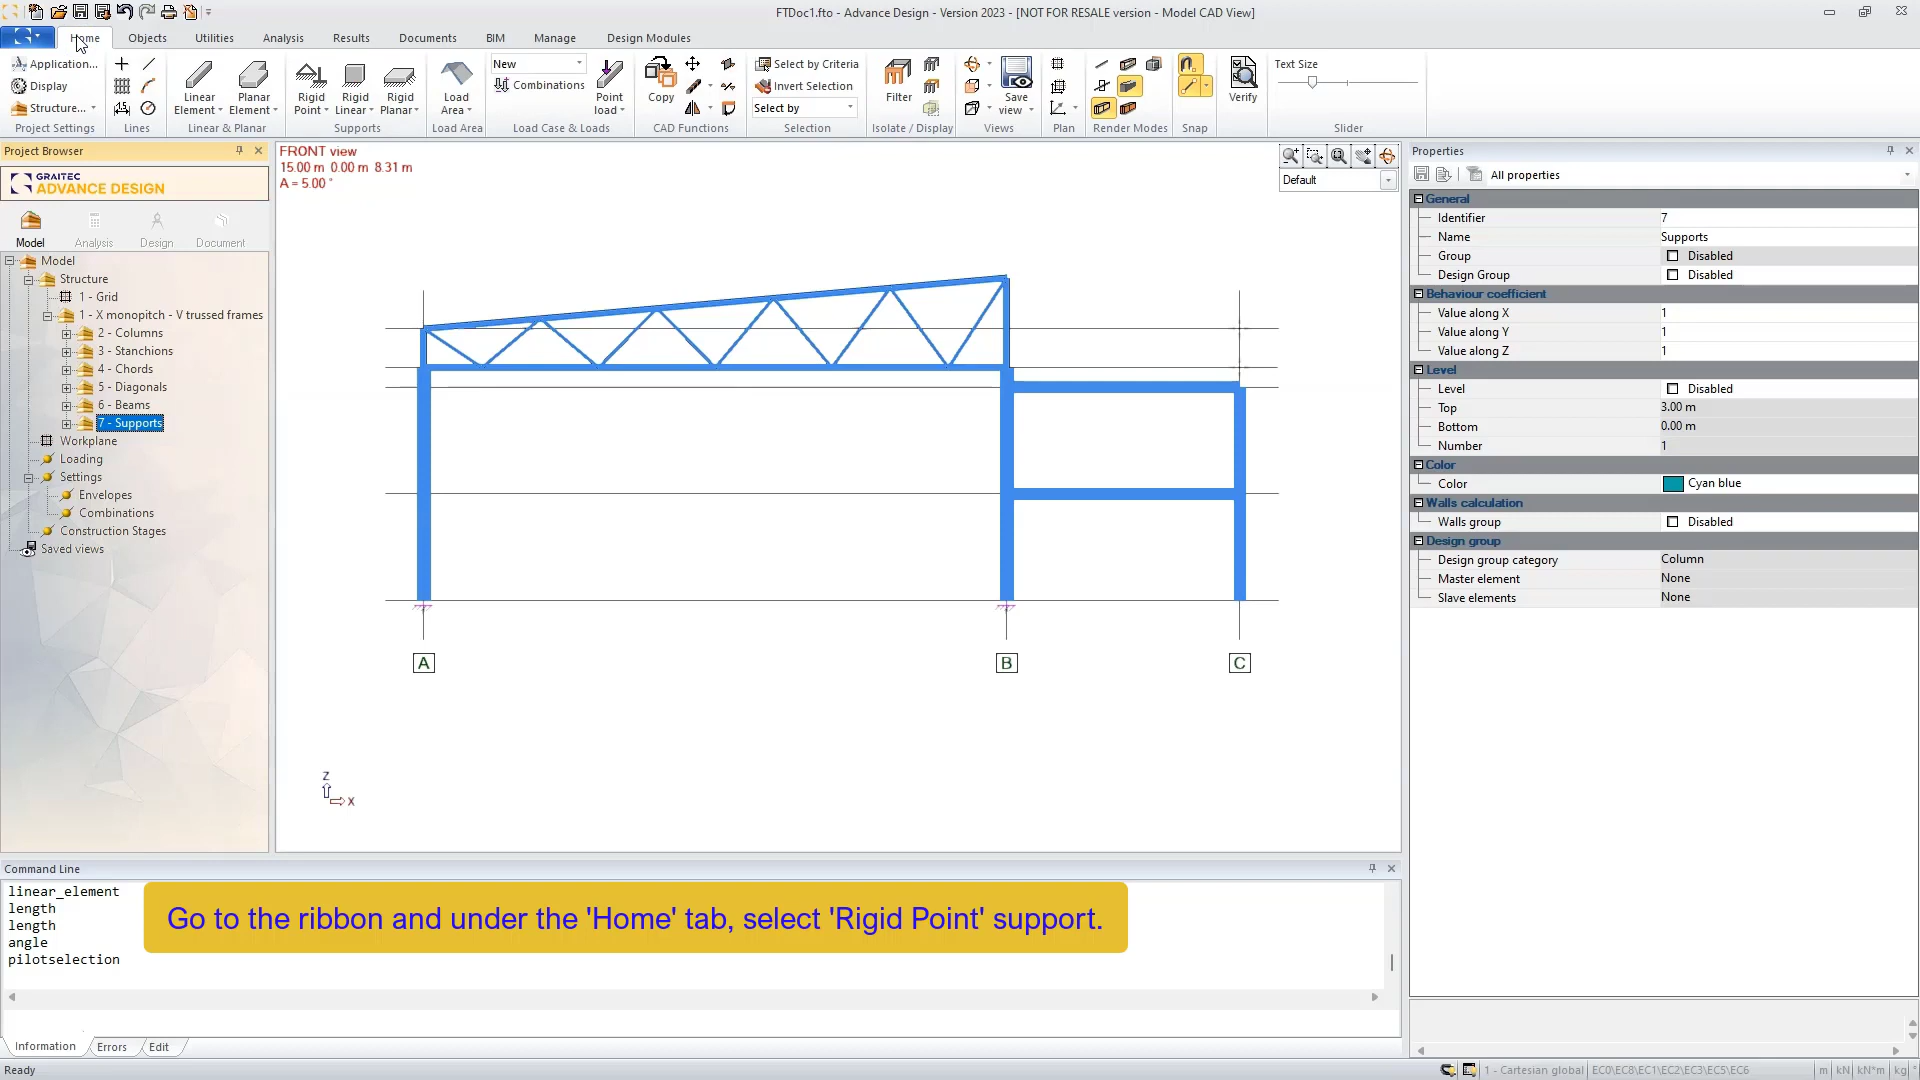 FTDoc1.fto - Advance Design - Version 2023 - [NOT FOR RESALE version - Model CAD View]
Home Objects Utilities Analysis Results Documents BIM Manage Design Modules
Application...
Display
Structure...
Project Settings
Lines
Linear Element
Planar Element
Linear & Planar
Rigid Point
Rigid Linear
Rigid Planar
Supports
Load Area
Load Area
New
Combinations
Point load
Load Case & Loads
Copy
CAD Functions
Select by Criteria
Invert Selection
Select by
Selection
Filter
Isolate / Display
Save view
Views
Plan
Render Modes
Snap
Verify
Text Size
Slider
Project Browser
GRAITEC
ADVANCE DESIGN
Model Analysis Design Document
Model
Structure
1 - Grid
1 - X monopitch - V trussed frames
2 - Columns
3 - Stanchions
4 - Chords
5 - Diagonals
6 - Beams
7 - Supports
Workplane
Loading
Settings
Envelopes
Combinations
Construction Stages
Saved views
FRONT view
15.00 m 0.00 m 8.31 m
A = 5.00 °
Default
A B C
Z
X
Properties
All properties
General
Identifier 7
Name Supports
Group Disabled
Design Group Disabled
Behaviour coefficient
Value along X 1
Value along Y 1
Value along Z 1
Level
Level Disabled
Top 3.00 m
Bottom 0.00 m
Number 1
Color
Color Cyan blue
Walls calculation
Walls group Disabled
Design group
Design group category Column
Master element None
Slave elements None
Command Line
linear_element
length
length
angle
pilotselection
Go to the ribbon and under the 'Home' tab, select 'Rigid Point' support.
Information Errors Edit
Ready
1 - Cartesian global EC0\EC8\EC1\EC2\EC3\EC5\EC6 m kN kN*m kg °